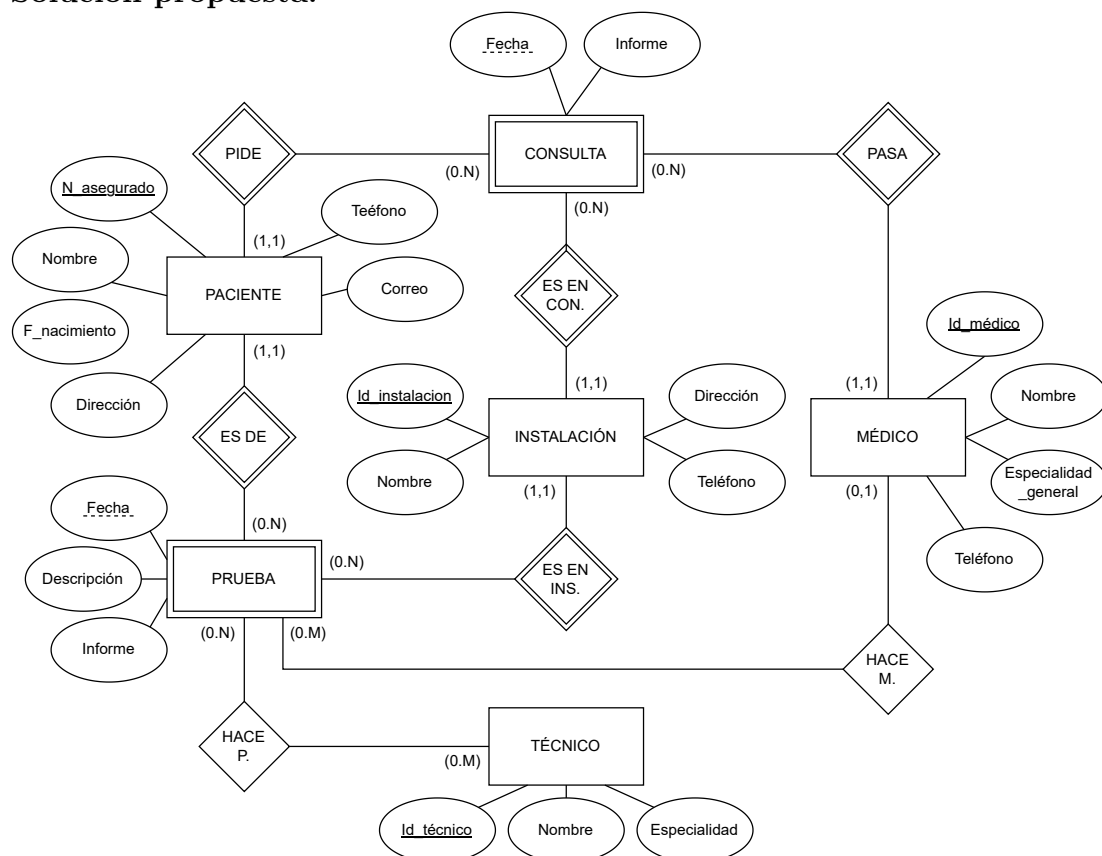 Solución propuesta:
Fecha
Informe
PIDE
CONSULTA
PASA
(0.N)
(0.N)
(0.N)
N_asegurado
Teéfono
(1,1)
Nombre
PACIENTE
Correo
ES EN
CON.
F_nacimiento
(1,1)
Id_médico
Dirección
(1,1)
(1,1)
Id_instalacion
Dirección
Nombre
ES DE
INSTALACIÓN
MÉDICO
Nombre
Teléfono
Especialidad
_general
(1,1)
(0,1)
Fecha
(0.N)
Teléfono
(0.N)
Descripción
PRUEBA
ES EN
INS.
(0.N)
(0.M)
Informe
HACE
M.
HACE
P.
TÉCNICO
(0.M)
Id_técnico
Nombre
Especialidad